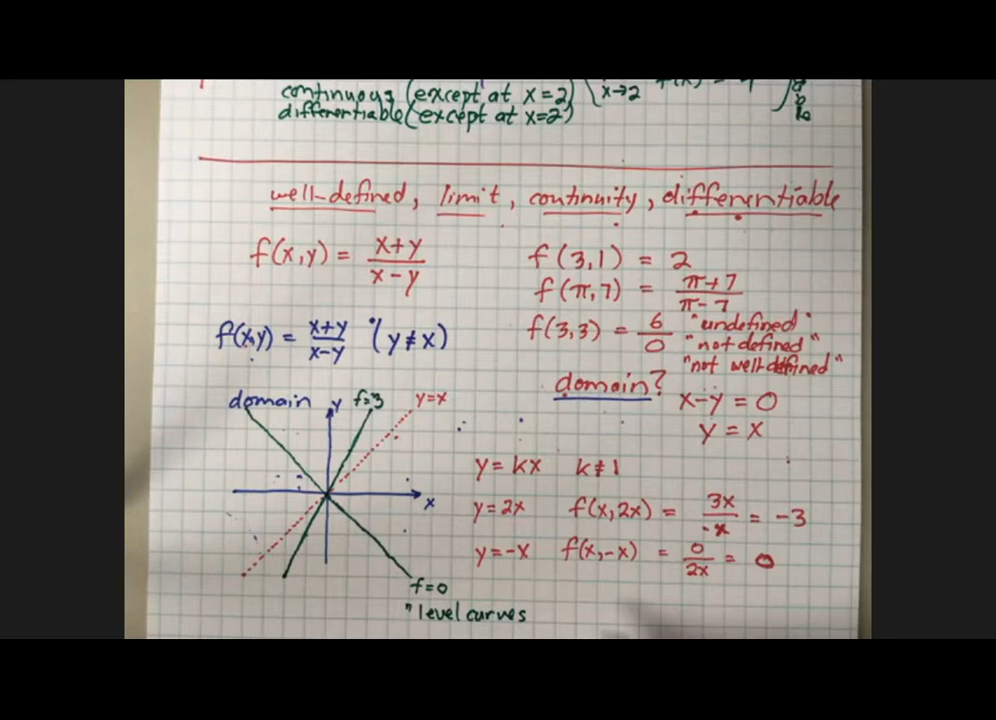 continuous (except at x=2)
x→2
differentiable (except at x=2)
well-defined, limit, continuity, differentiable
f(x,y) = x+y / x-y
f(3,1) = 2
f(π,7) = π+7 / π-7
f(3,3) = 6/0 "undefined"
"not defined"
"not well defined"
f(x,y) = x+y / x-y (y≠x)
domain?
x-y = 0
y = x
domain
y
f=3
y=x
x
f=0
"level curves
y=kx k≠1
y=2x f(x,2x) = 3x / -x = -3
y=-x f(x,-x) = 0 / 2x = 0